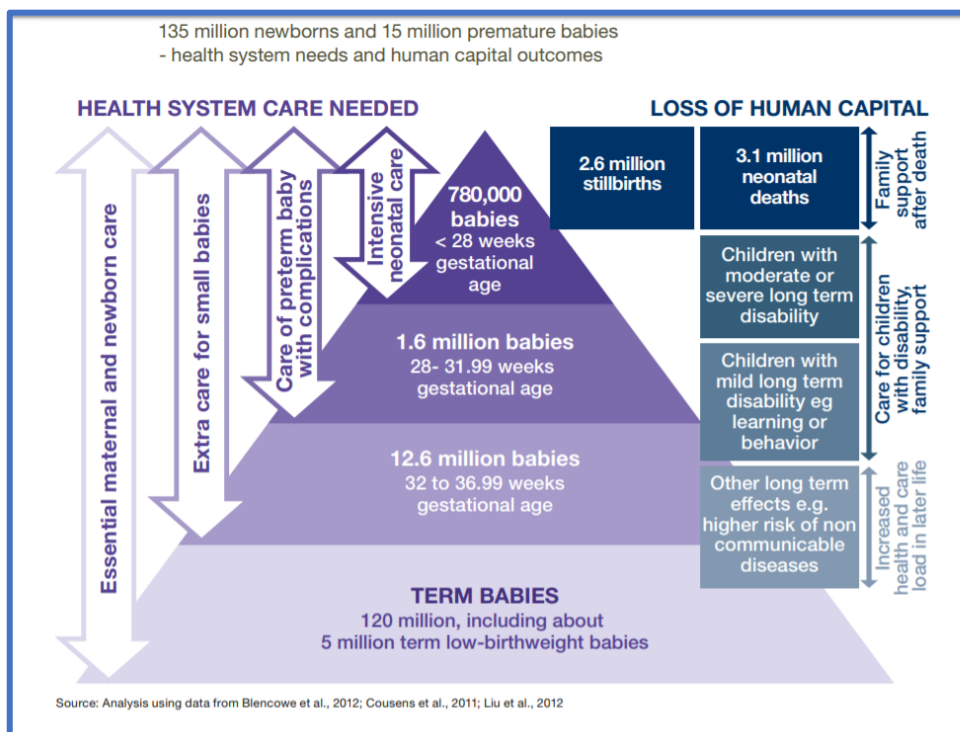 135 million newborns and 15 million premature babies
- health system needs and human capital outcomes
HEALTH SYSTEM CARE NEEDED
Essential maternal and newborn care
Extra care for small babies
Care of preterm baby
with complications
Intensive
neonatal care
780,000
babies
< 28 weeks
gestational
age
1.6 million babies
28- 31.99 weeks
gestational age
12.6 million babies
32 to 36.99 weeks
gestational age
TERM BABIES
120 million, including about
5 million term low-birthweight babies
LOSS OF HUMAN CAPITAL
2.6 million
stillbirths
3.1 million
neonatal
deaths
Family
support
after death
Children with
moderate or
severe long term
disability
Children with
mild long term
disability eg
learning or
behavior
Care for children
with disability,
family support
Other long term
effects e.g.
higher risk of non
communicable
diseases
Increased
health and care
load in later life
Source: Analysis using data from Blencowe et al., 2012; Cousens et al., 2011; Liu et al., 2012